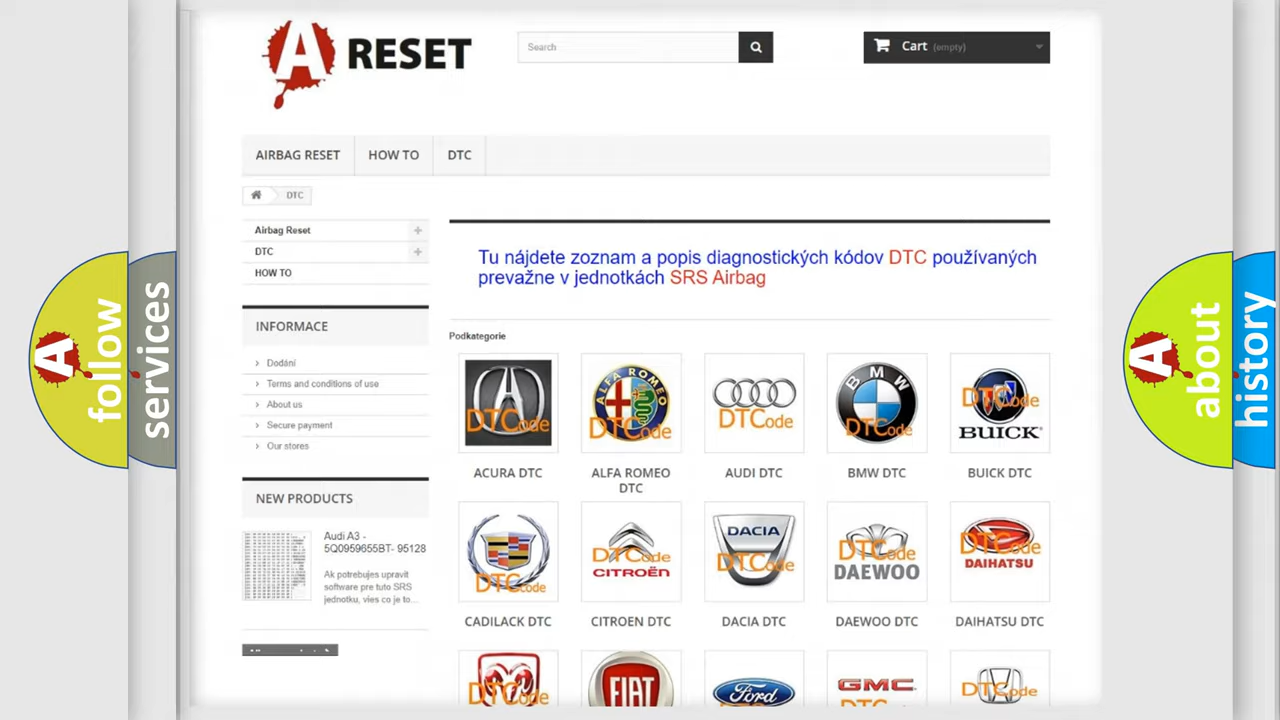 A RESET
Search
Cart (empty)
AIRBAG RESET
HOW TO
DTC
DTC
Airbag Reset
DTC
HOW TO
INFORMACE
Dodání
Terms and conditions of use
About us
Secure payment
Our stores
NEW PRODUCTS
Audi A3 -
5Q0959655BT- 95128
Ak potrebujes upravit
software pre tuto SRS
jednotku, vies co je to...
Tu nájdete zoznam a popis diagnostických kódov DTC používaných
prevažne v jednotkách SRS Airbag
Podkategorie
DTCode
ALFA ROMEO
DTCode
DTCode
BMW
DTCode
DTCode
BUICK
ACURA DTC
ALFA ROMEO
DTC
AUDI DTC
BMW DTC
BUICK DTC
DTCode
DTCode
CITROËN
DACIA
DTCode
DTCode
DAEWOO
DTCode
DAIHATSU
CADILACK DTC
CITROEN DTC
DACIA DTC
DAEWOO DTC
DAIHATSU DTC
DTCode
FIAT
Ford
GMC
DTCode
A follow
services
A about
history